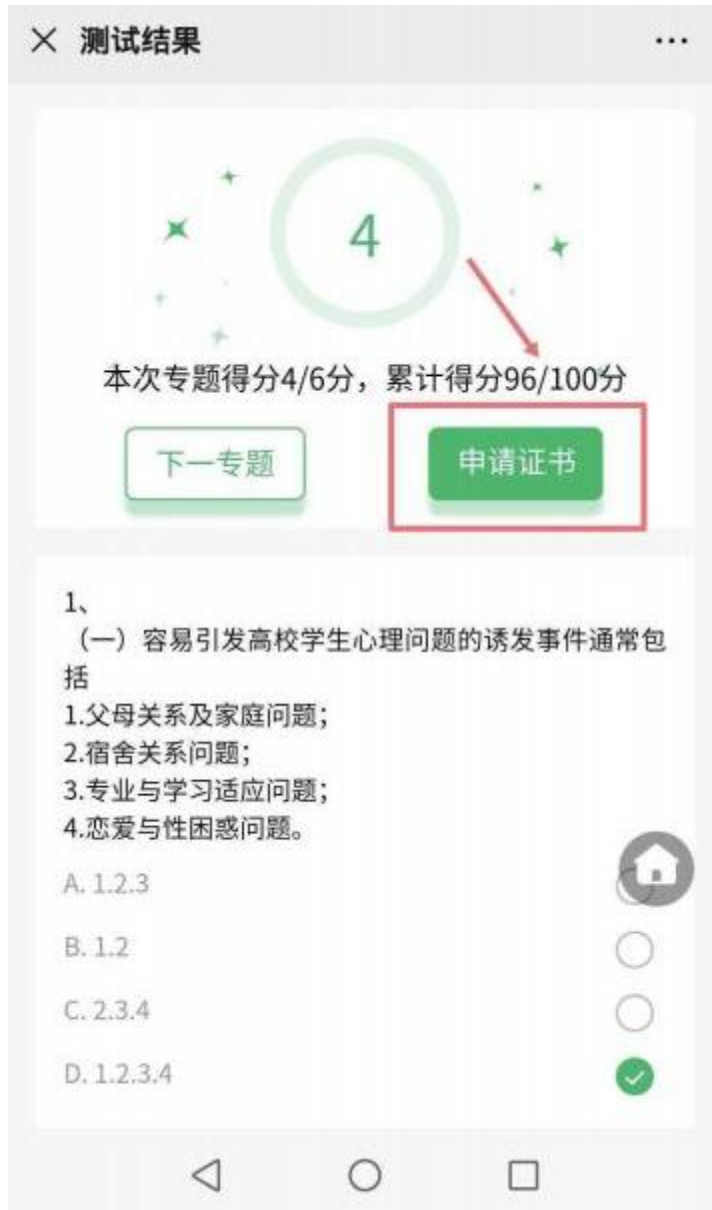 测试结果
4
本次专题得分4/6分，累计得分96/100分
下一专题
申请证书
1、
（一）容易引发高校学生心理问题的诱发事件通常包
括
1.父母关系及家庭问题；
2.宿舍关系问题；
3.专业与学习适应问题；
4.恋爱与性困惑问题。
A. 1.2.3
B. 1.2
C. 2.3.4
D. 1.2.3.4